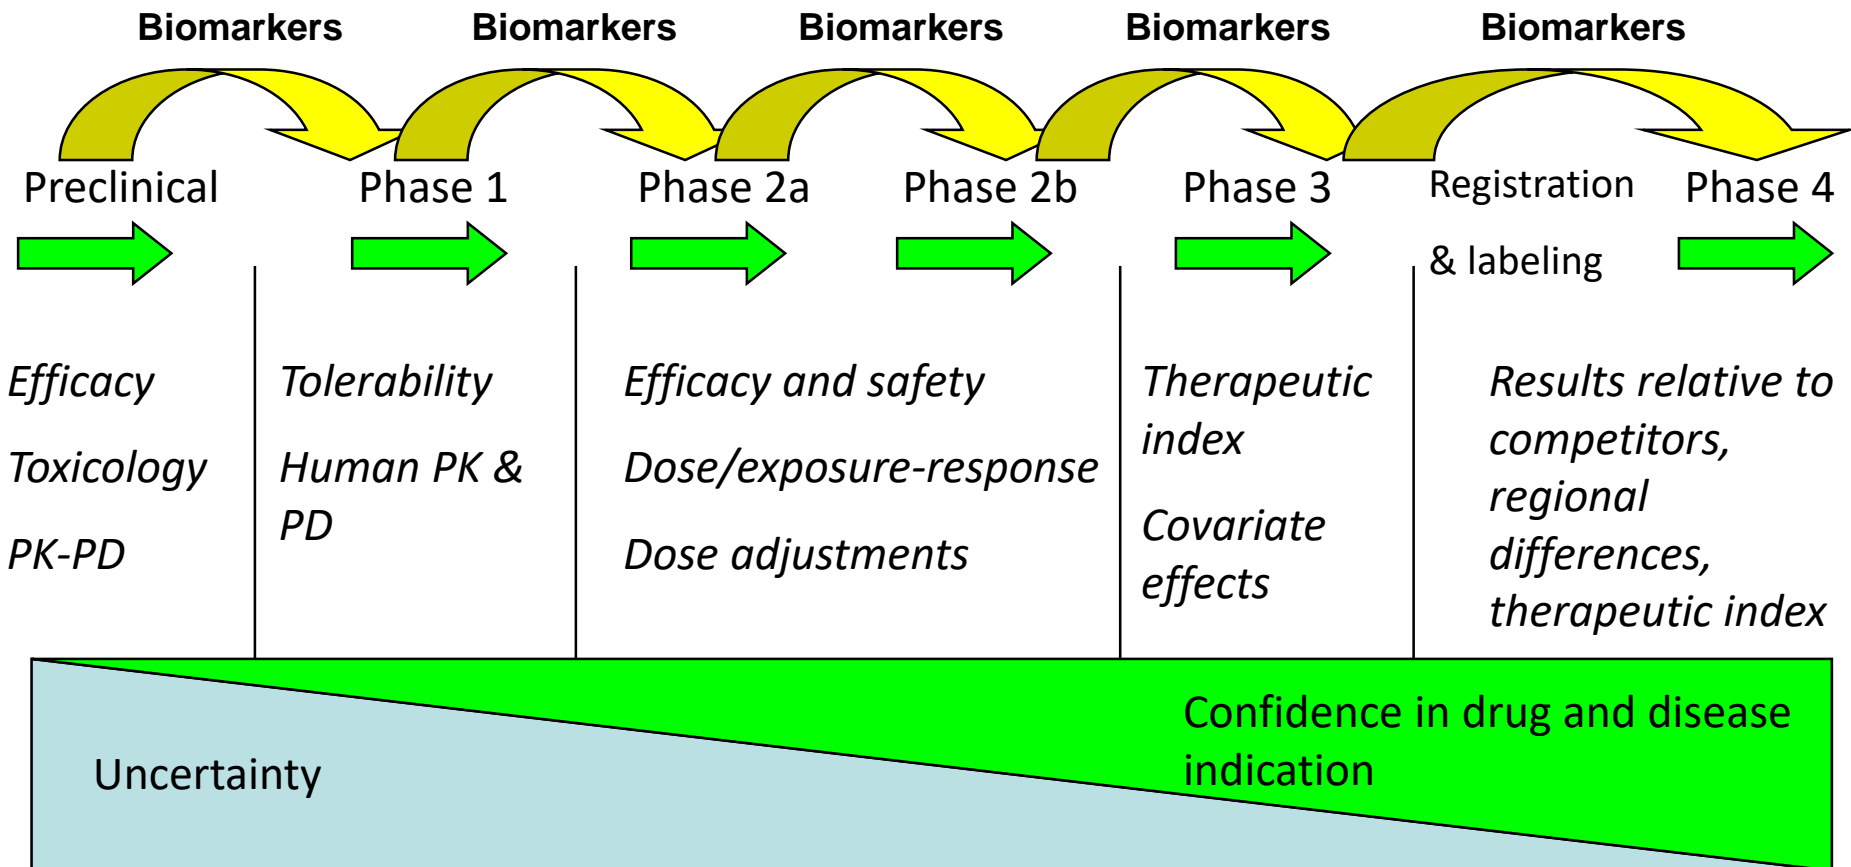 Biomarkers Biomarkers Biomarkers Biomarkers Biomarkers
Preclinical Phase 1 Phase 2a Phase 2b Phase 3 Registration Phase 4
& labeling
Efficacy
Toxicology
PK-PD
Tolerability
Human PK &
PD
Efficacy and safety
Dose/exposure-response
Dose adjustments
Therapeutic
index
Covariate
effects
Results relative to
competitors,
regional
differences,
therapeutic index
Uncertainty
Confidence in drug and disease
indication